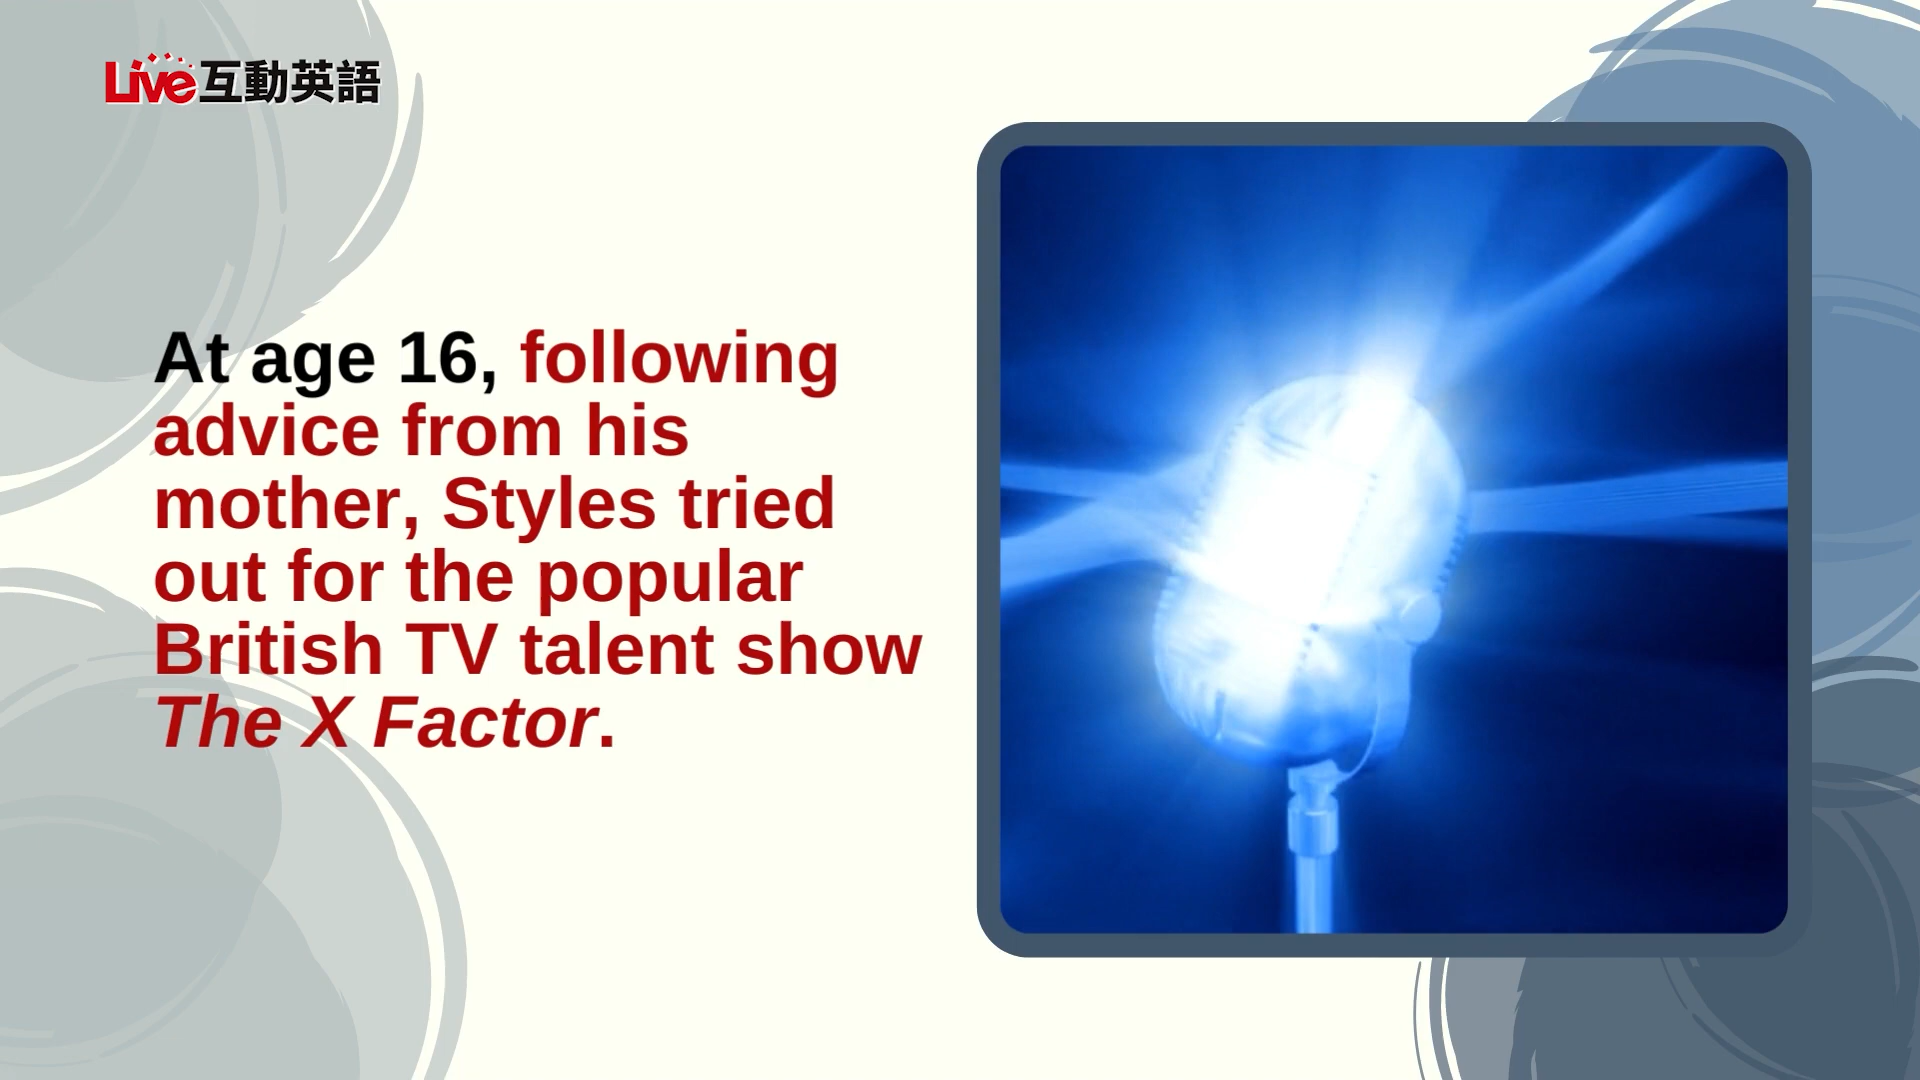 Live互動英語
At age 16, following
advice from his
mother, Styles tried
out for the popular
British TV talent show
The X Factor.